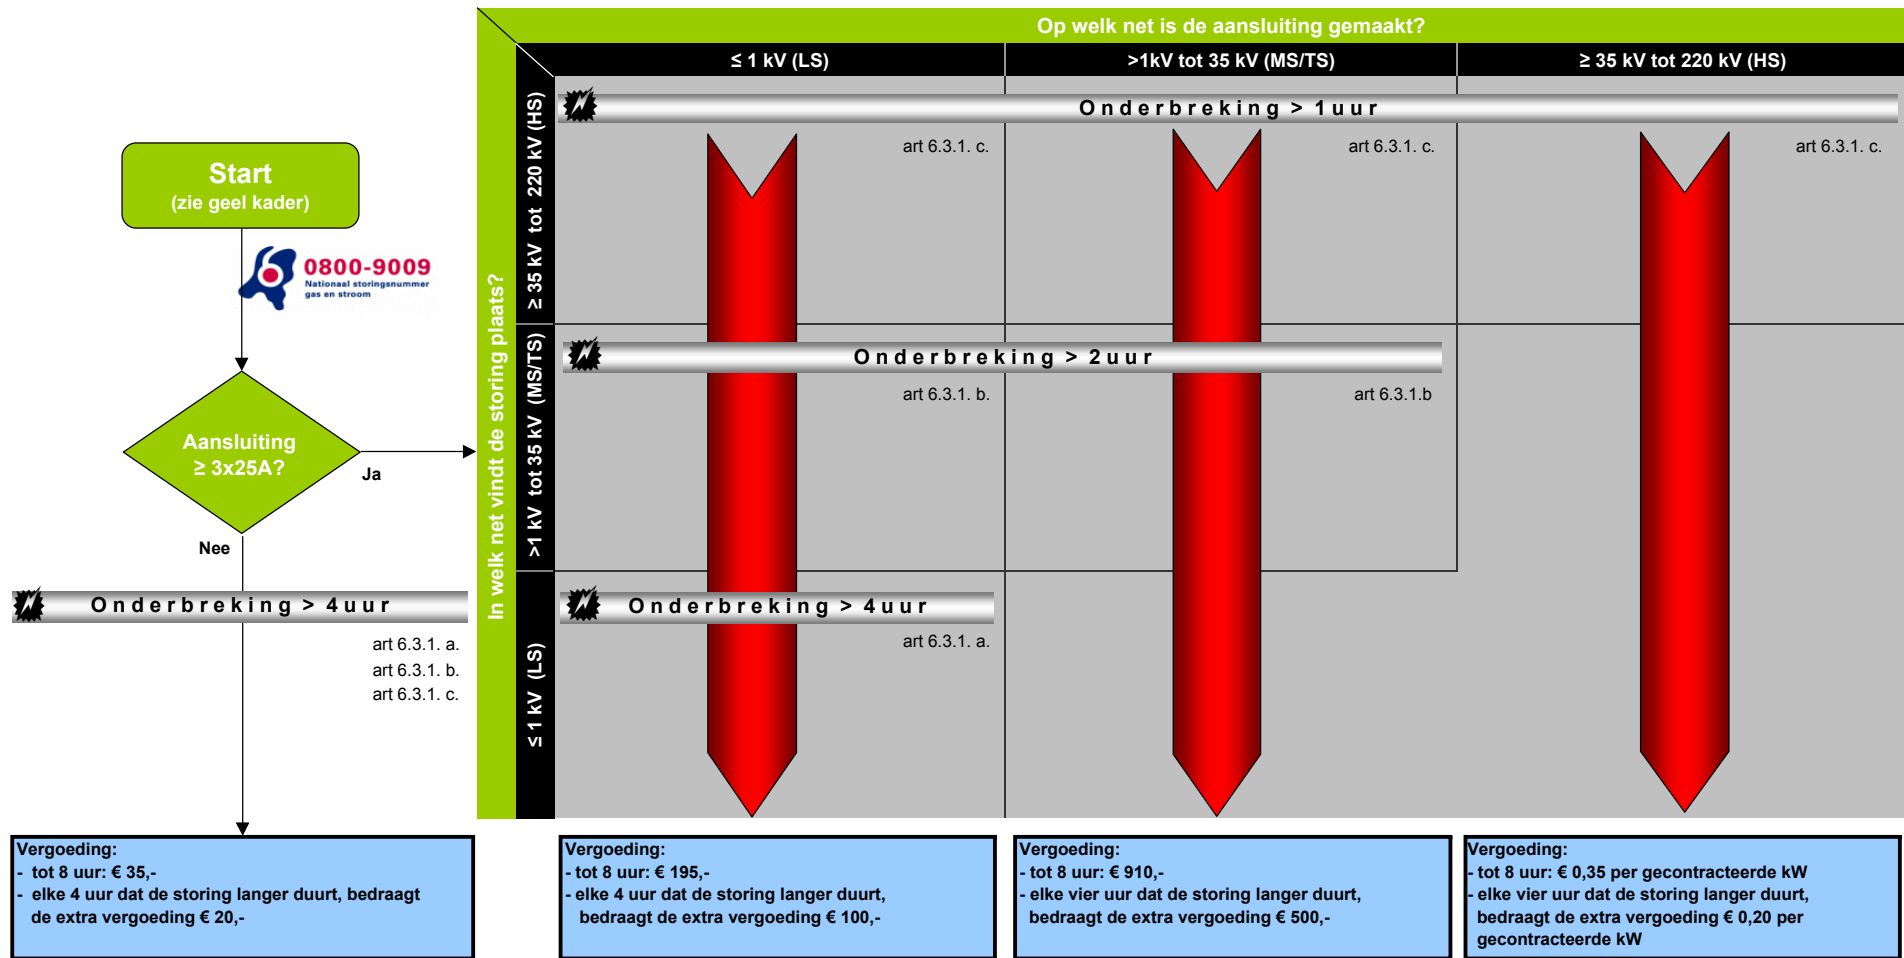 Op welk net is de aansluiting gemaakt?
≤ 1 kV (LS)
>1kV tot 35 kV (MS/TS)
≥ 35 kV tot 220 kV (HS)
In welk net vindt de storing plaats?
≥ 35 kV tot 220 kV (HS)
>1 kV tot 35 kV (MS/TS)
≤ 1 kV (LS)
Start
(zie geel kader)
0800-9009
Nationaal storingsnummer
gas en stroom
Aansluiting
≥ 3x25A?
Ja
Nee
Onderbreking > 4uur
art 6.3.1. a.
art 6.3.1. b.
art 6.3.1. c.
Onderbreking > 1uur
art 6.3.1. c.
art 6.3.1. c.
art 6.3.1. c.
Onderbreking > 2uur
art 6.3.1. b.
art 6.3.1.b
Onderbreking > 4uur
art 6.3.1. a.
Vergoeding:
- tot 8 uur: € 35,-
- elke 4 uur dat de storing langer duurt, bedraagt
de extra vergoeding € 20,-
Vergoeding:
- tot 8 uur: € 195,-
- elke 4 uur dat de storing langer duurt,
bedraagt de extra vergoeding € 100,-
Vergoeding:
- tot 8 uur: € 910,-
- elke vier uur dat de storing langer duurt,
bedraagt de extra vergoeding € 500,-
Vergoeding:
- tot 8 uur: € 0,35 per gecontracteerde kW
- elke vier uur dat de storing langer duurt,
bedraagt de extra vergoeding € 0,20 per
gecontracteerde kW